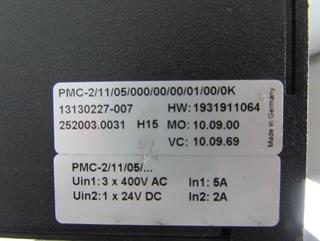 PMC-2/11/05/000/00/00/01/00/0K
13130227-007 HW: 1931911064
252003.0031 H15 MO: 10.09.00
VC: 10.09.69
Made in Germany
PMC-2/11/05/...
Uin1: 3 x 400V AC In1: 5A
Uin2: 1 x 24V DC In2: 2A